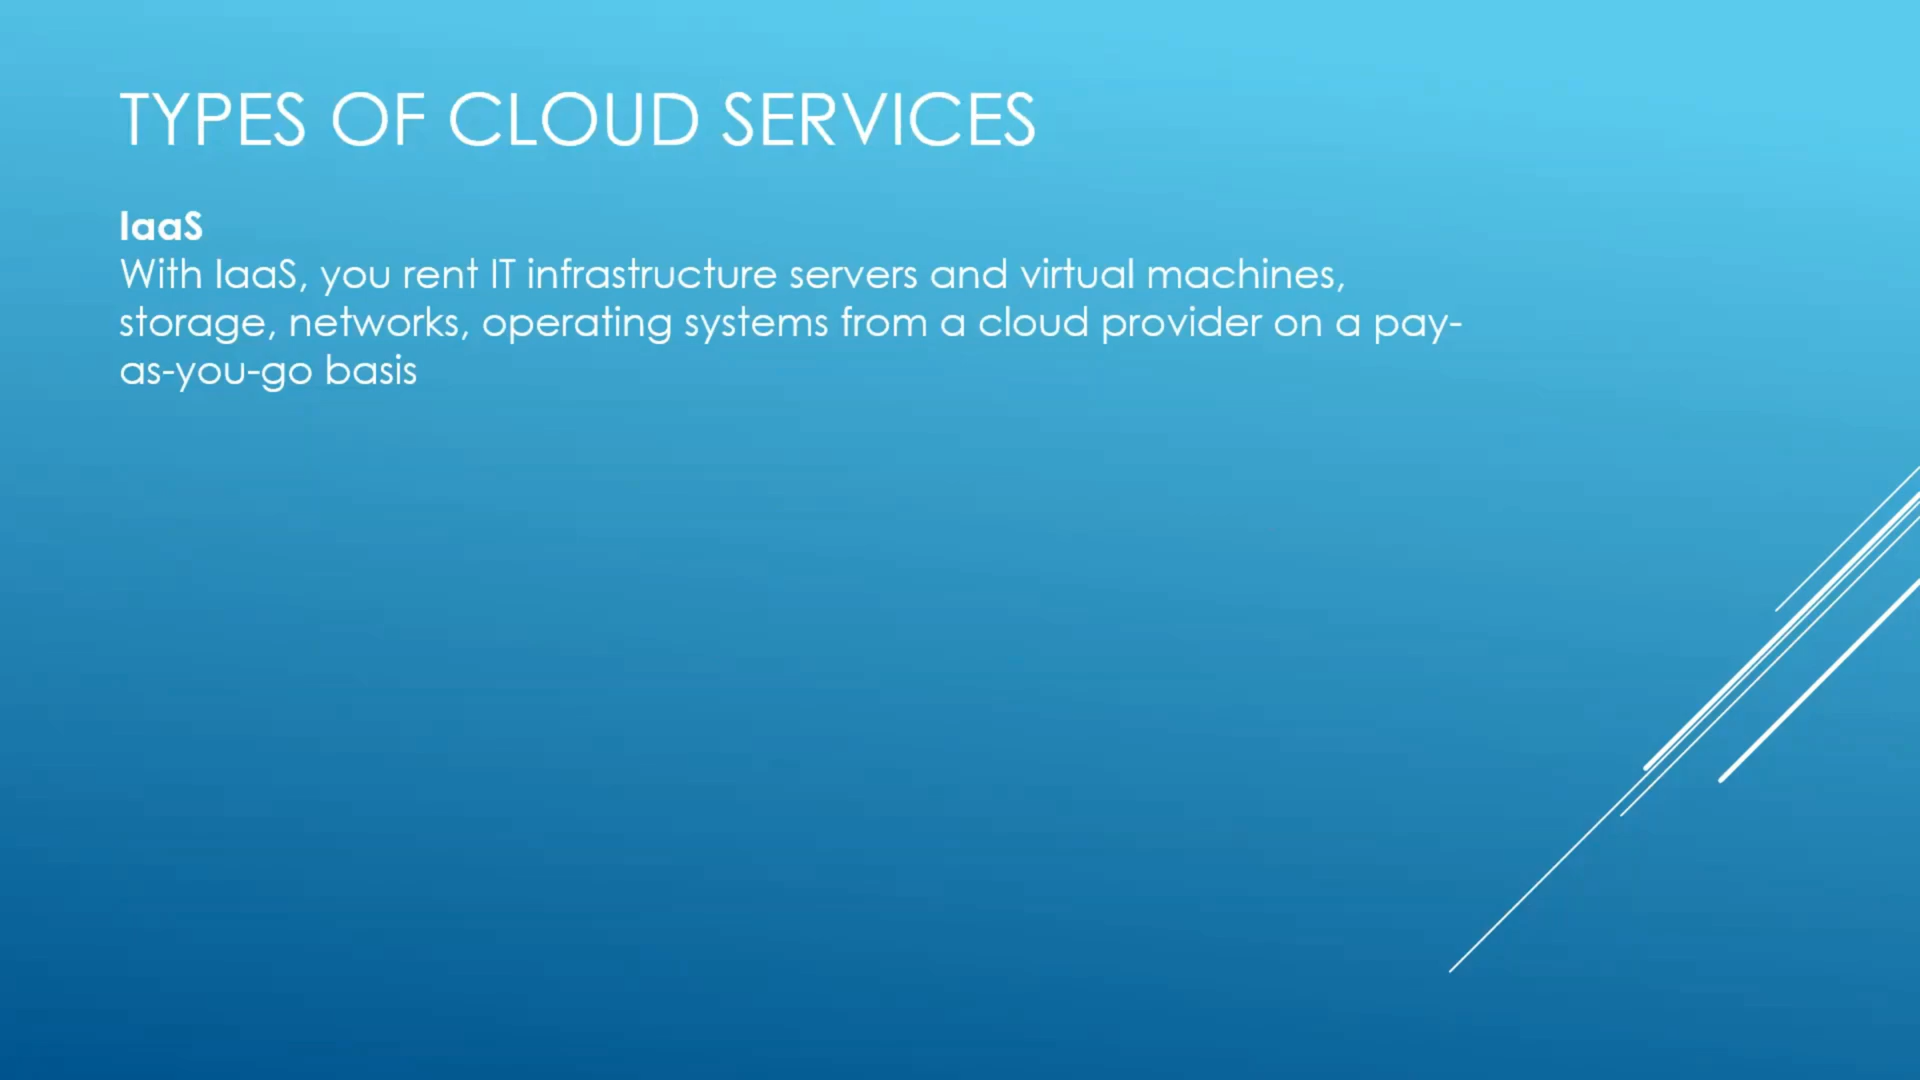 TYPES OF CLOUD SERVICES
IaaS
With IaaS, you rent IT infrastructure servers and virtual machines,
storage, networks, operating systems from a cloud provider on a pay-
as-you-go basis